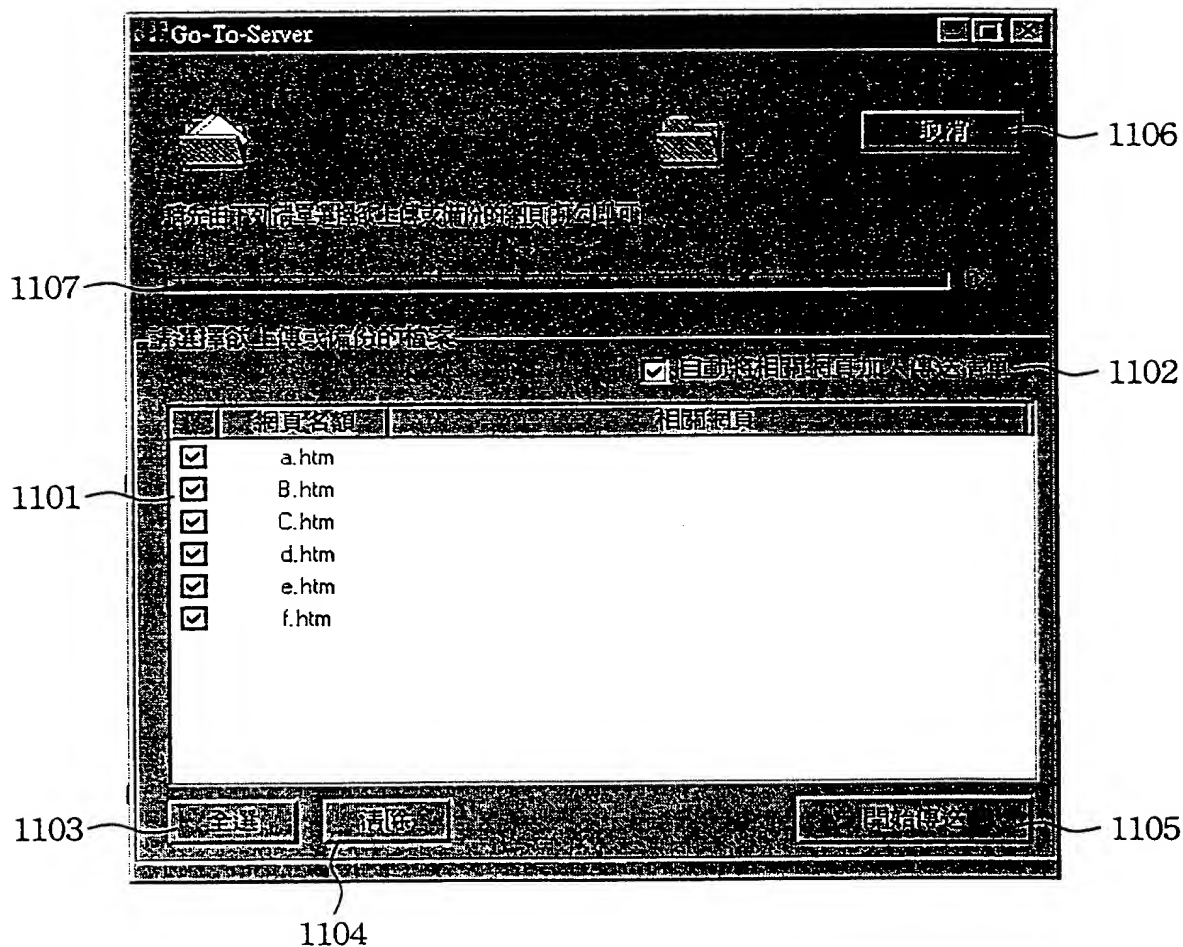 Go-To-Server
取消
1106
1107
請選擇欲上傳或備份的檔案
自動將相關網頁加入傳送清單
1102
網頁名稱
相關網頁
a.htm
1101
B.htm
C.htm
d.htm
e.htm
f.htm
全選
清除
開始傳送
1103
1105
1104